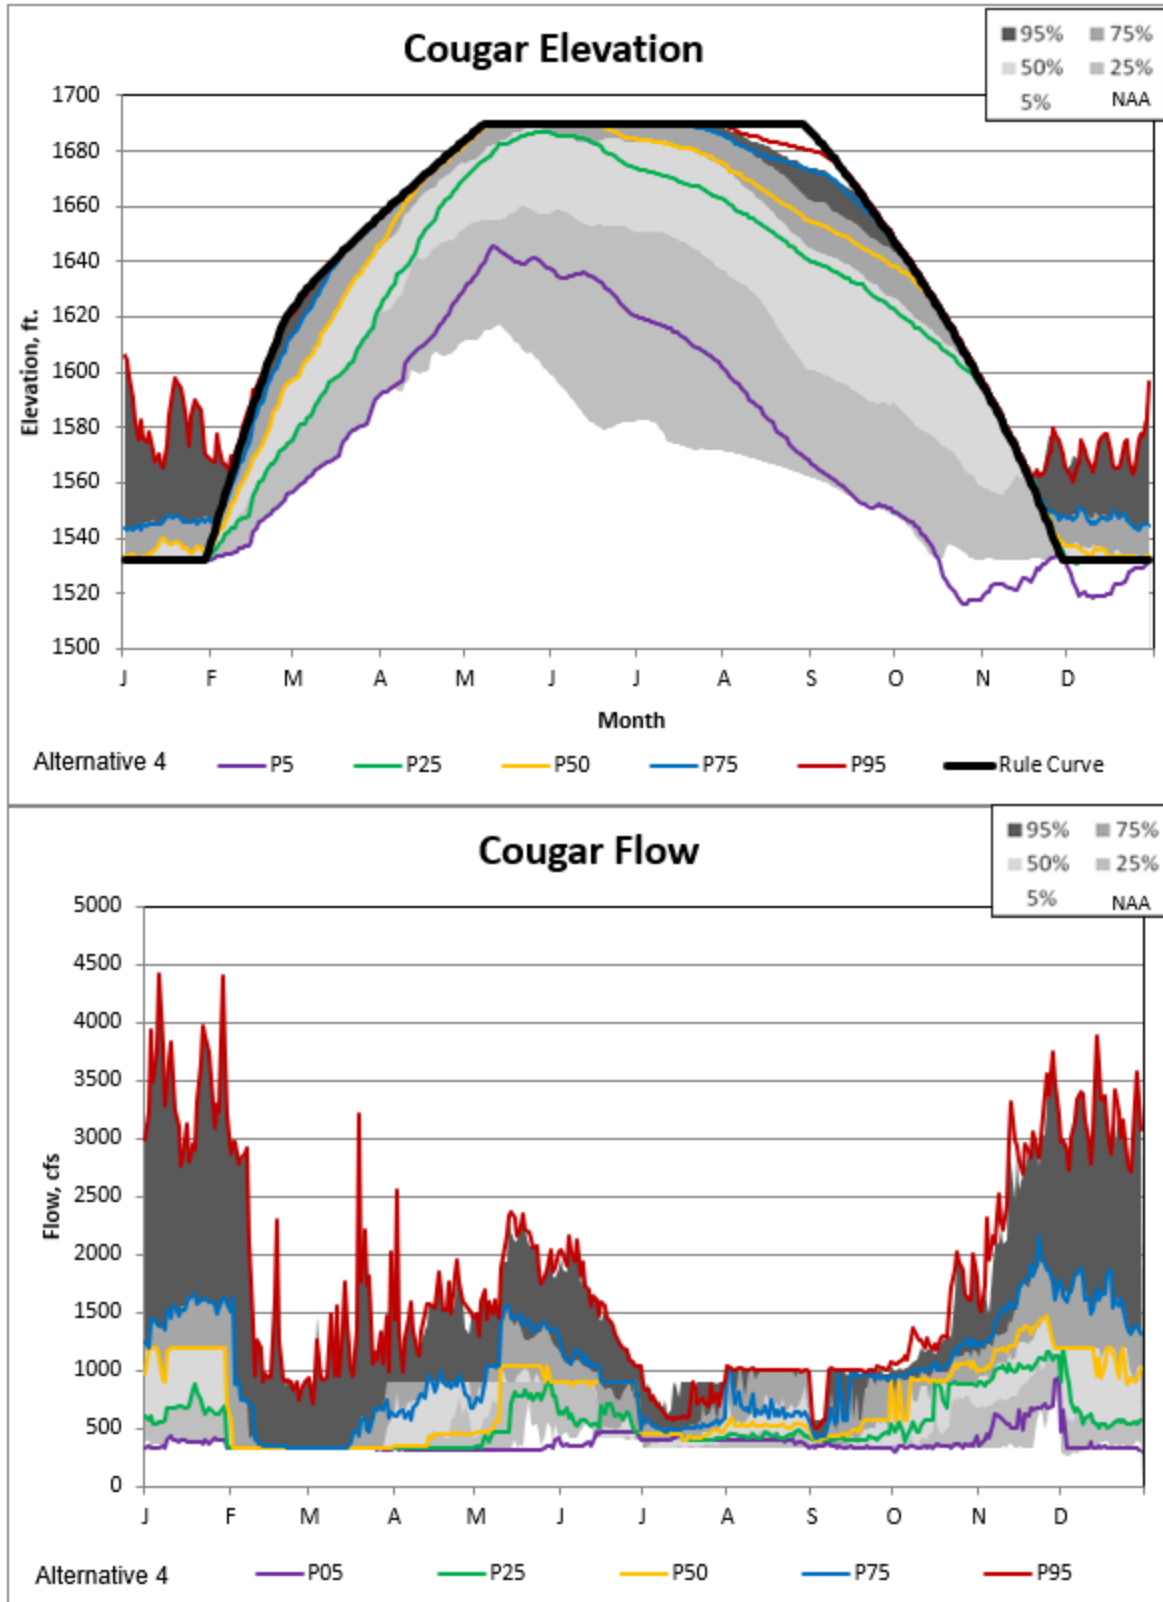 Cougar Elevation
95% 75%
50% 25%
5% NAA
1700
1680
1660
1640
1620
1600
1580
1560
1540
1520
1500
Elevation, ft.
J F M A M J J A S O N D
Month
Alternative 4 P5 P25 P50 P75 P95 Rule Curve
Cougar Flow
95% 75%
50% 25%
5% NAA
5000
4500
4000
3500
3000
2500
2000
1500
1000
500
0
Flow, cfs
J F M A M J J A S O N D
Alternative 4 P05 P25 P50 P75 P95